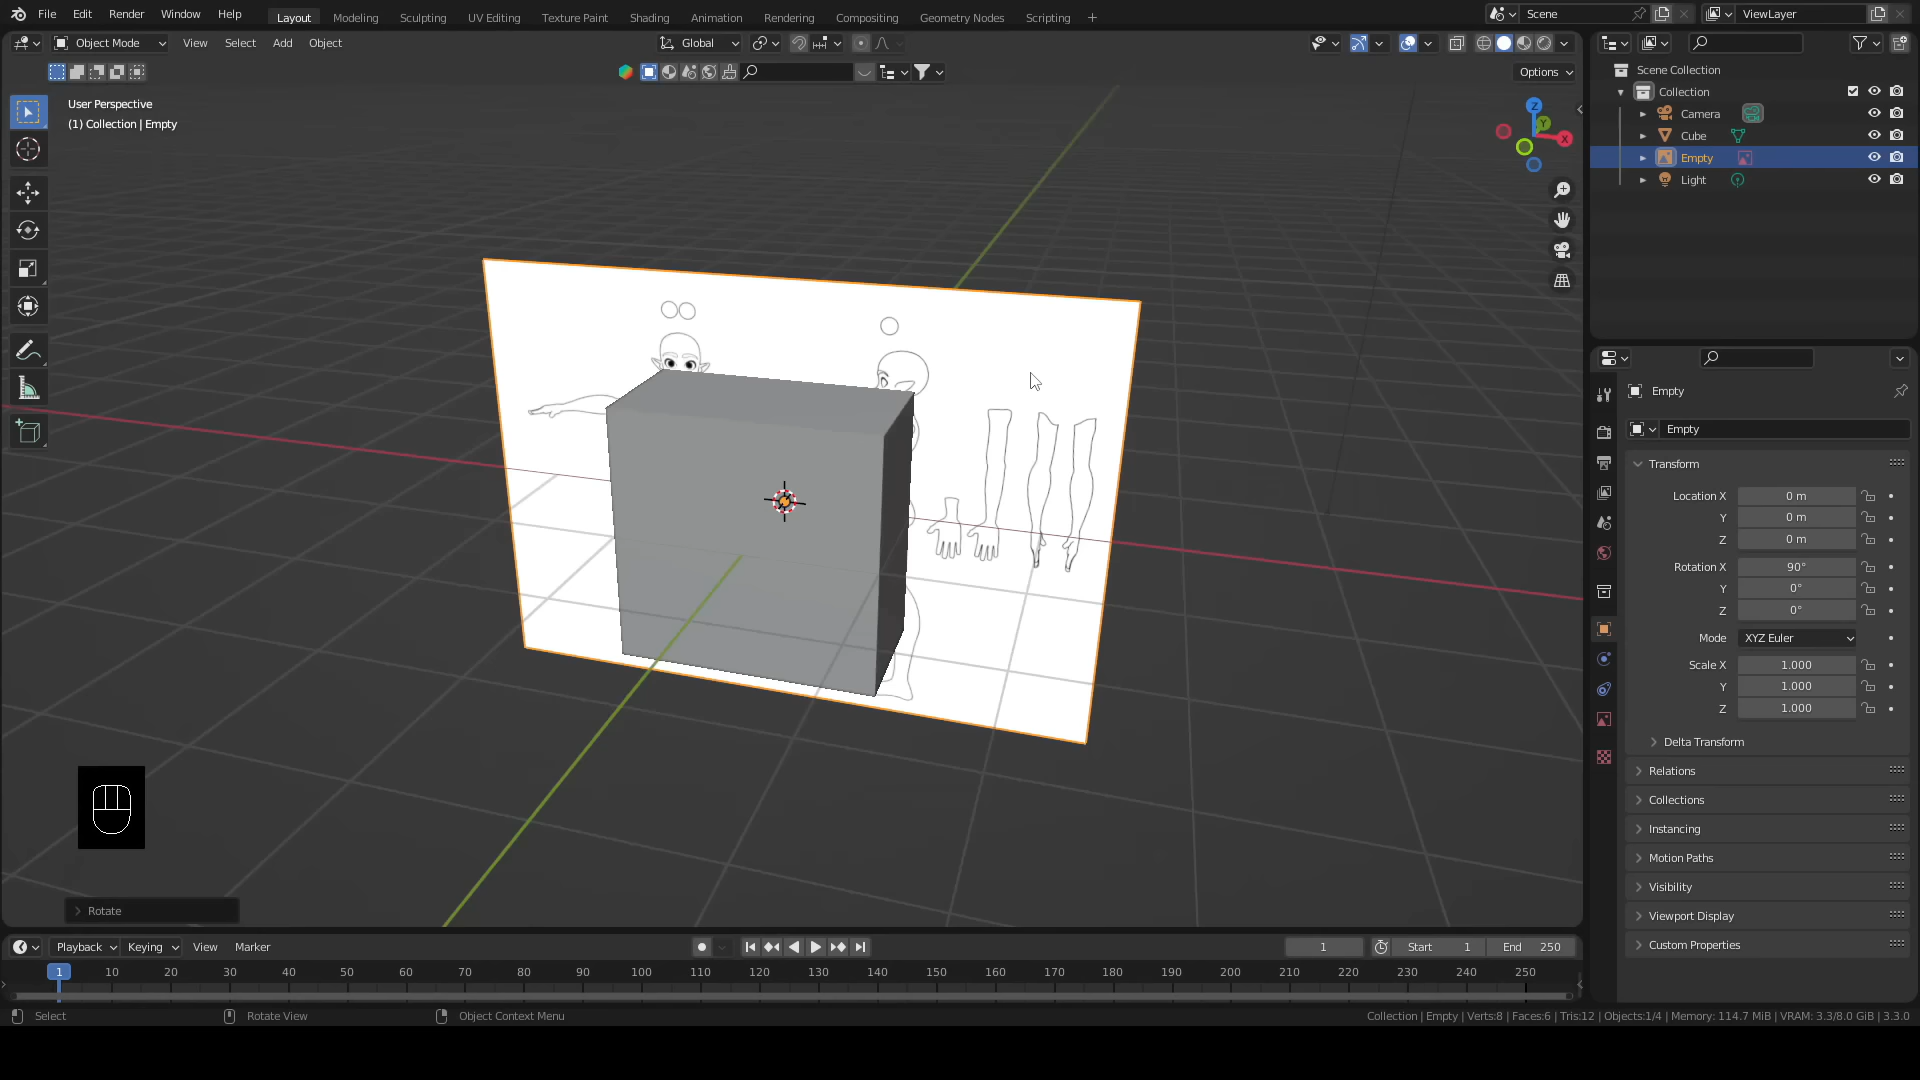 File Edit Render Window Help Layout Modeling Sculpting UV Editing Texture Paint Shading Animation Rendering Compositing Geometry Nodes Scripting + Scene ViewLayer
Object Mode View Select Add Object Global
Options
User Perspective
(1) Collection | Empty
Z
Y
X
Scene Collection
Collection
Camera
Cube
Empty
Light
Empty
Empty
Transform
Location X 0 m
Y 0 m
Z 0 m
Rotation X 90°
Y 0°
Z 0°
Mode XYZ Euler
Scale X 1.000
Y 1.000
Z 1.000
Delta Transform
Relations
Collections
Instancing
Motion Paths
Visibility
Viewport Display
Custom Properties
Rotate
Playback Keying View Marker 1 Start 1 End 250
1 10 20 30 40 50 60 70 80 90 100 110 120 130 140 150 160 170 180 190 200 210 220 230 240 250
Select Rotate View Object Context Menu Collection | Empty | Verts:8 | Faces:6 | Tris:12 | Objects:1/4 | Memory: 114.7 MiB | VRAM: 3.3/8.0 GiB | 3.3.0